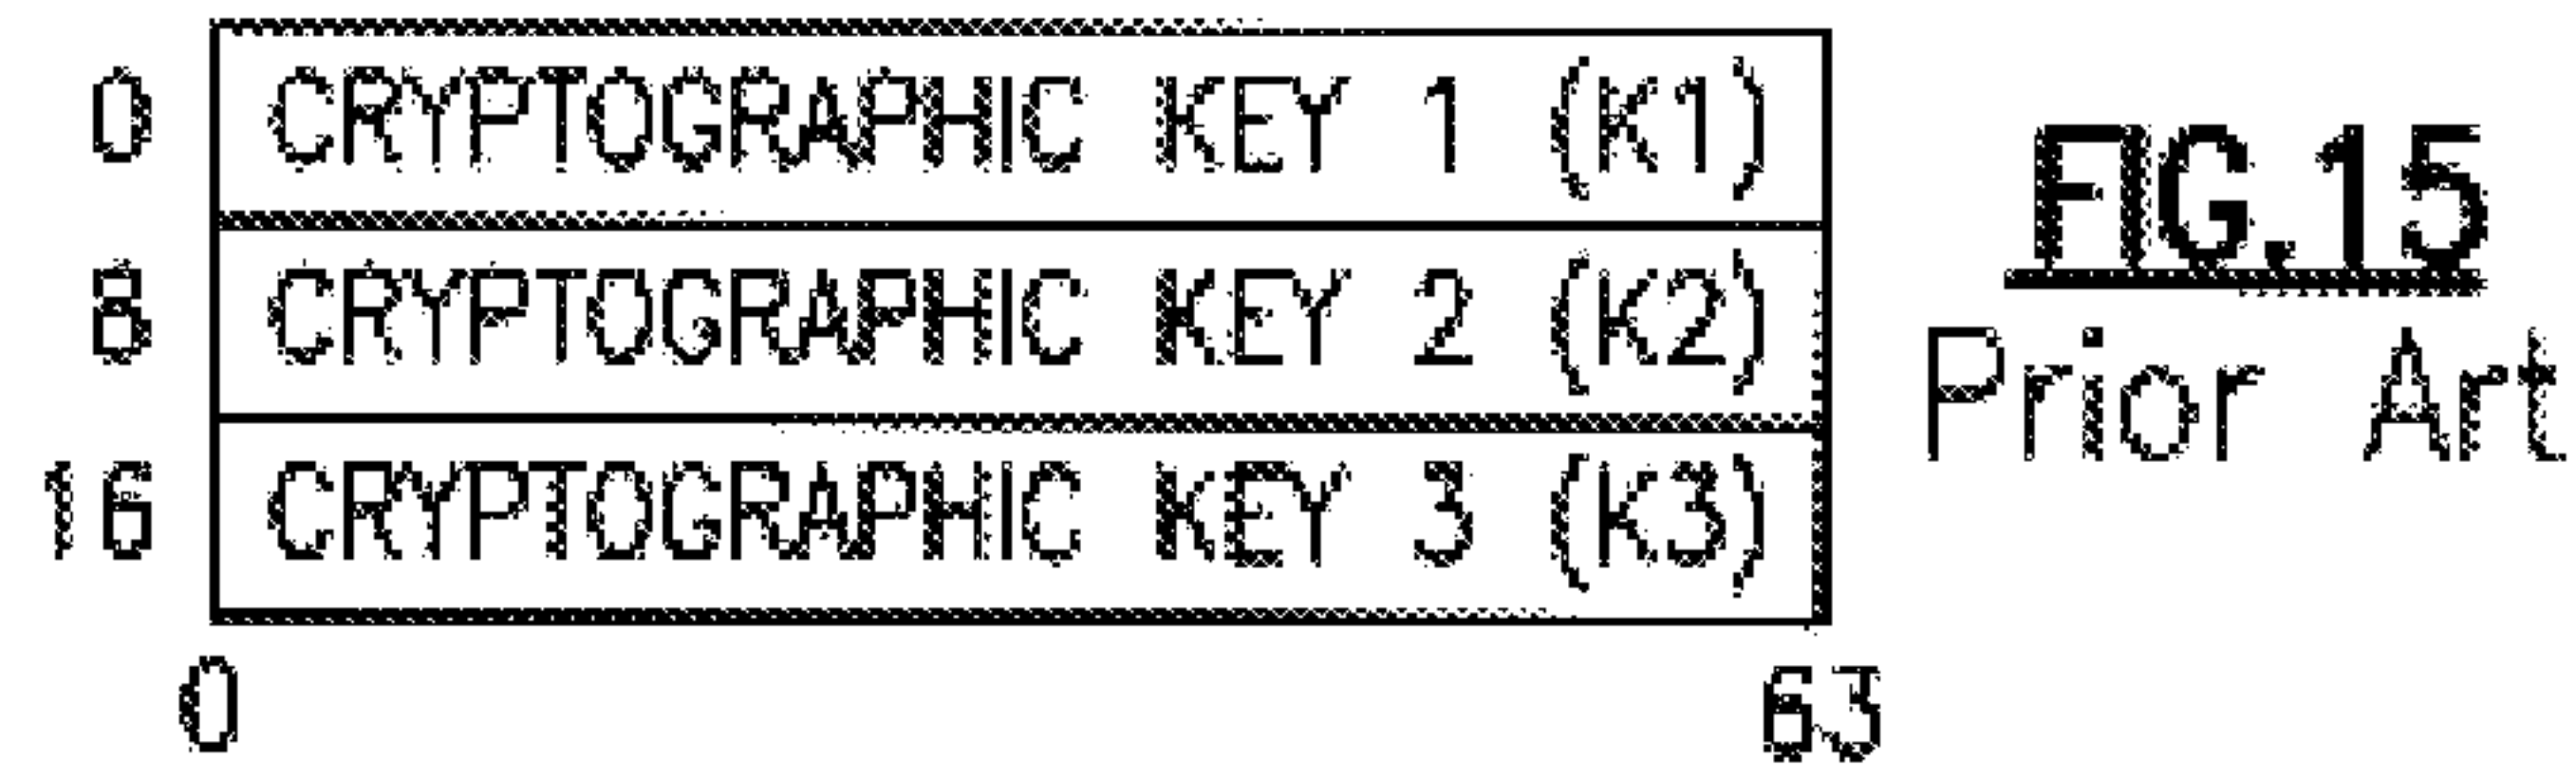 0 CRYPTOGRAPHIC KEY 1 (K1)
8 CRYPTOGRAPHIC KEY 2 (K2)
16 CRYPTOGRAPHIC KEY 3 (K3)
0 63
FIG.15
Prior Art